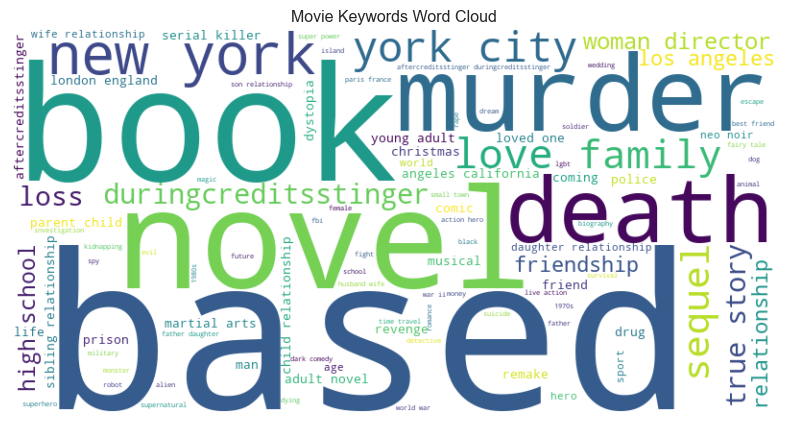 Movie Keywords Word Cloud
wife relationship
serial killer
super power
new york
york city
woman director
los angeles
island
aftercreditsstinger
london england
son relationship
paris france
aftercreditsstinger duringcreditsstinger
wedding
book
murder
dystopia
dream
soldier
rape
escape
best friend
neo noir
fairy tale
young adult
loved one
christmas
love family
world
lgbt
dog
magic
angeles california
coming
police
animal
loss
duringcreditsstinger
small town
death
parent child
novel
comic
female
fbi
action hero
biography
investigation
kidnapping
evil
future
fight
black
daughter relationship
friendship
musical
spy
1980s
school
husband wife
live action
survivor
friend
high school
sibling relationship
based
sequel
true story
relationship
war ii
money
romance
1970s
suicide
father
life
prison
martial arts
father daughter
child relationship
time travel
revenge
detective
drug
military
man
dark comedy
age
adult novel
remake
sport
monster
robot
alien
hero
superhero
supernatural
dying
world war